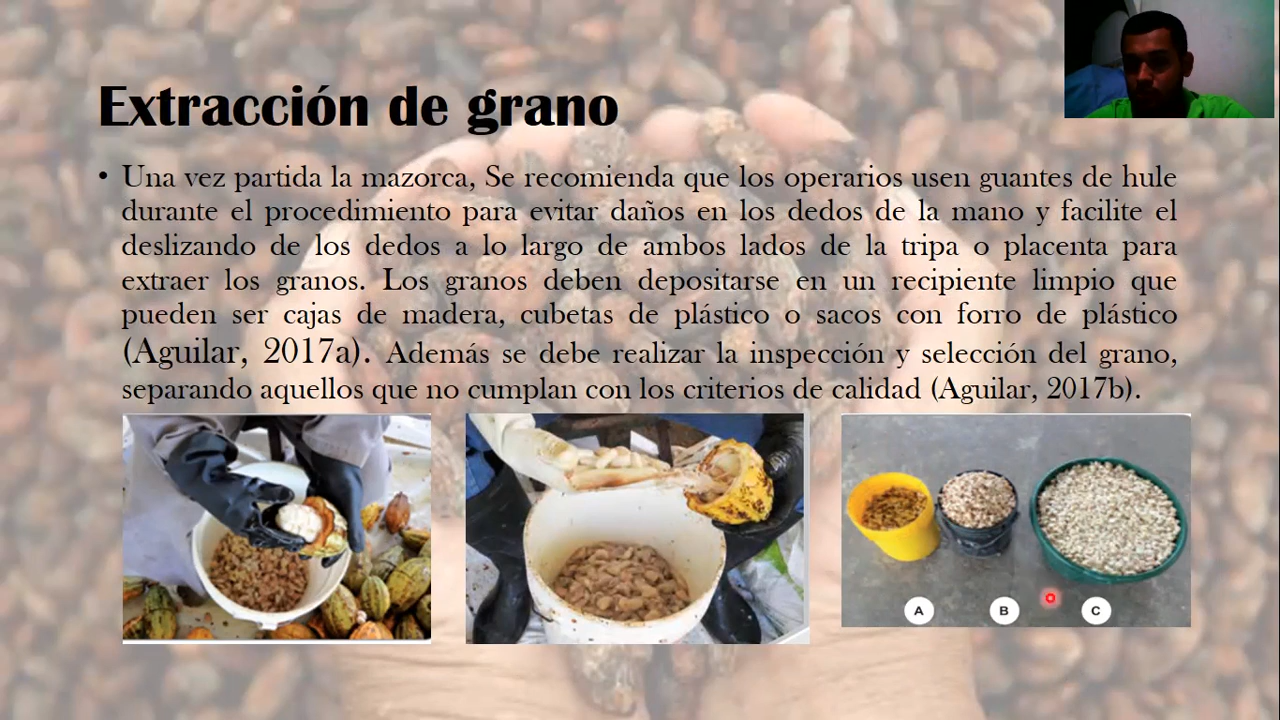 Extracción de grano
• Una vez partida la mazorca, Se recomienda que los operarios usen guantes de hule
durante el procedimiento para evitar daños en los dedos de la mano y facilite el
deslizando de los dedos a lo largo de ambos lados de la tripa o placenta para
extraer los granos. Los granos deben depositarse en un recipiente limpio que
pueden ser cajas de madera, cubetas de plástico o sacos con forro de plástico
(Aguilar, 2017a). Además se debe realizar la inspección y selección del grano,
separando aquellos que no cumplan con los criterios de calidad (Aguilar, 2017b).
A B C